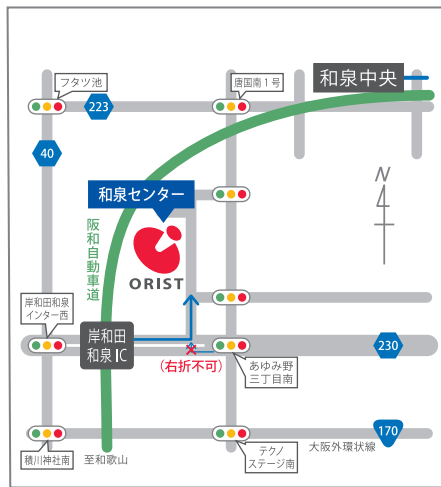 フタツ池
唐国南1号
和泉中央
223
40
N
和泉センター
阪和自動車道
ORIST
岸和田和泉
インター西
岸和田
和泉IC
(右折不可)
あゆみ野
三丁目南
230
170
積川神社南
至和歌山
テクノ
ステージ南
大阪外環状線